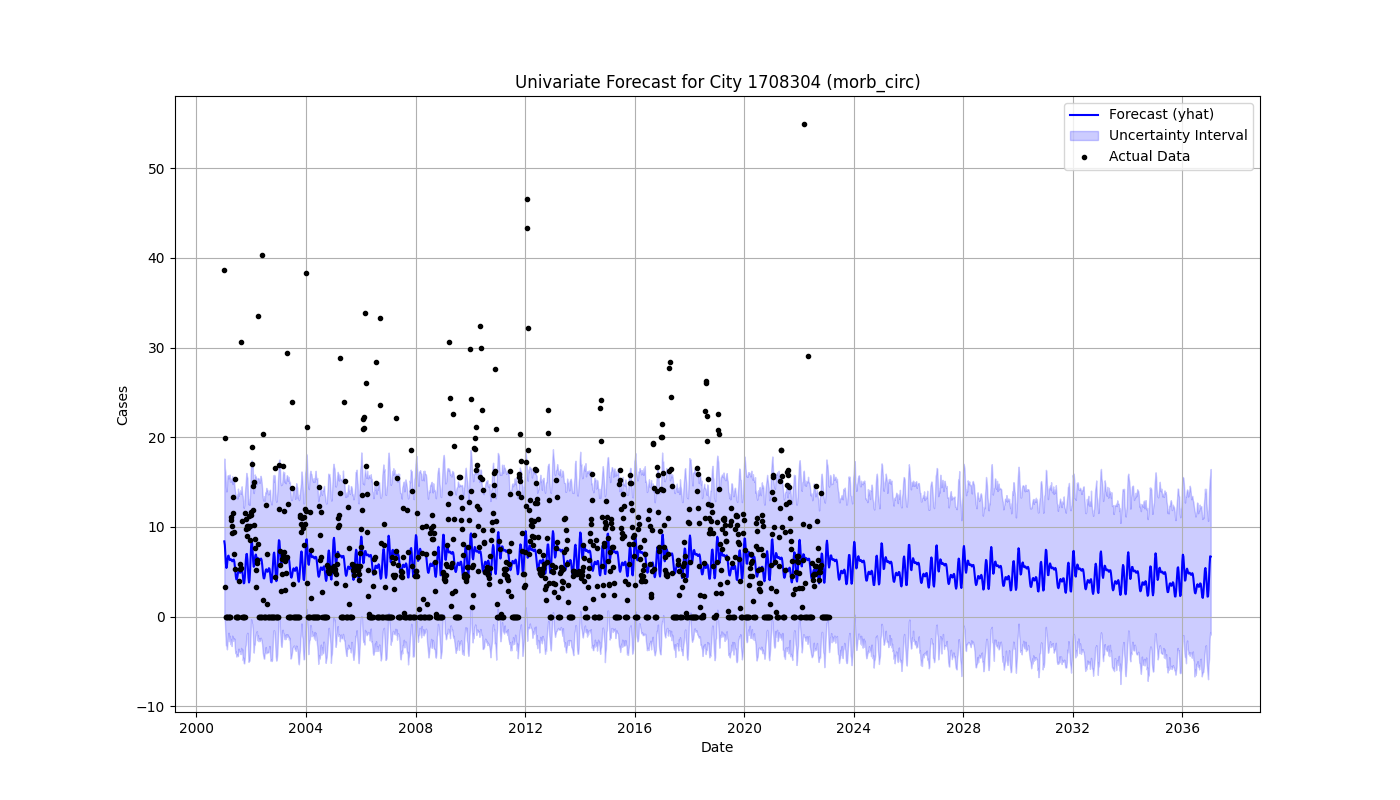 Univariate Forecast for City 1708304 (morb_circ)
Forecast (yhat)
Uncertainty Interval
Actual Data
Cases
50
40
30
20
10
0
−10
2000 2004 2008 2012 2016 2020 2024 2028 2032 2036
Date